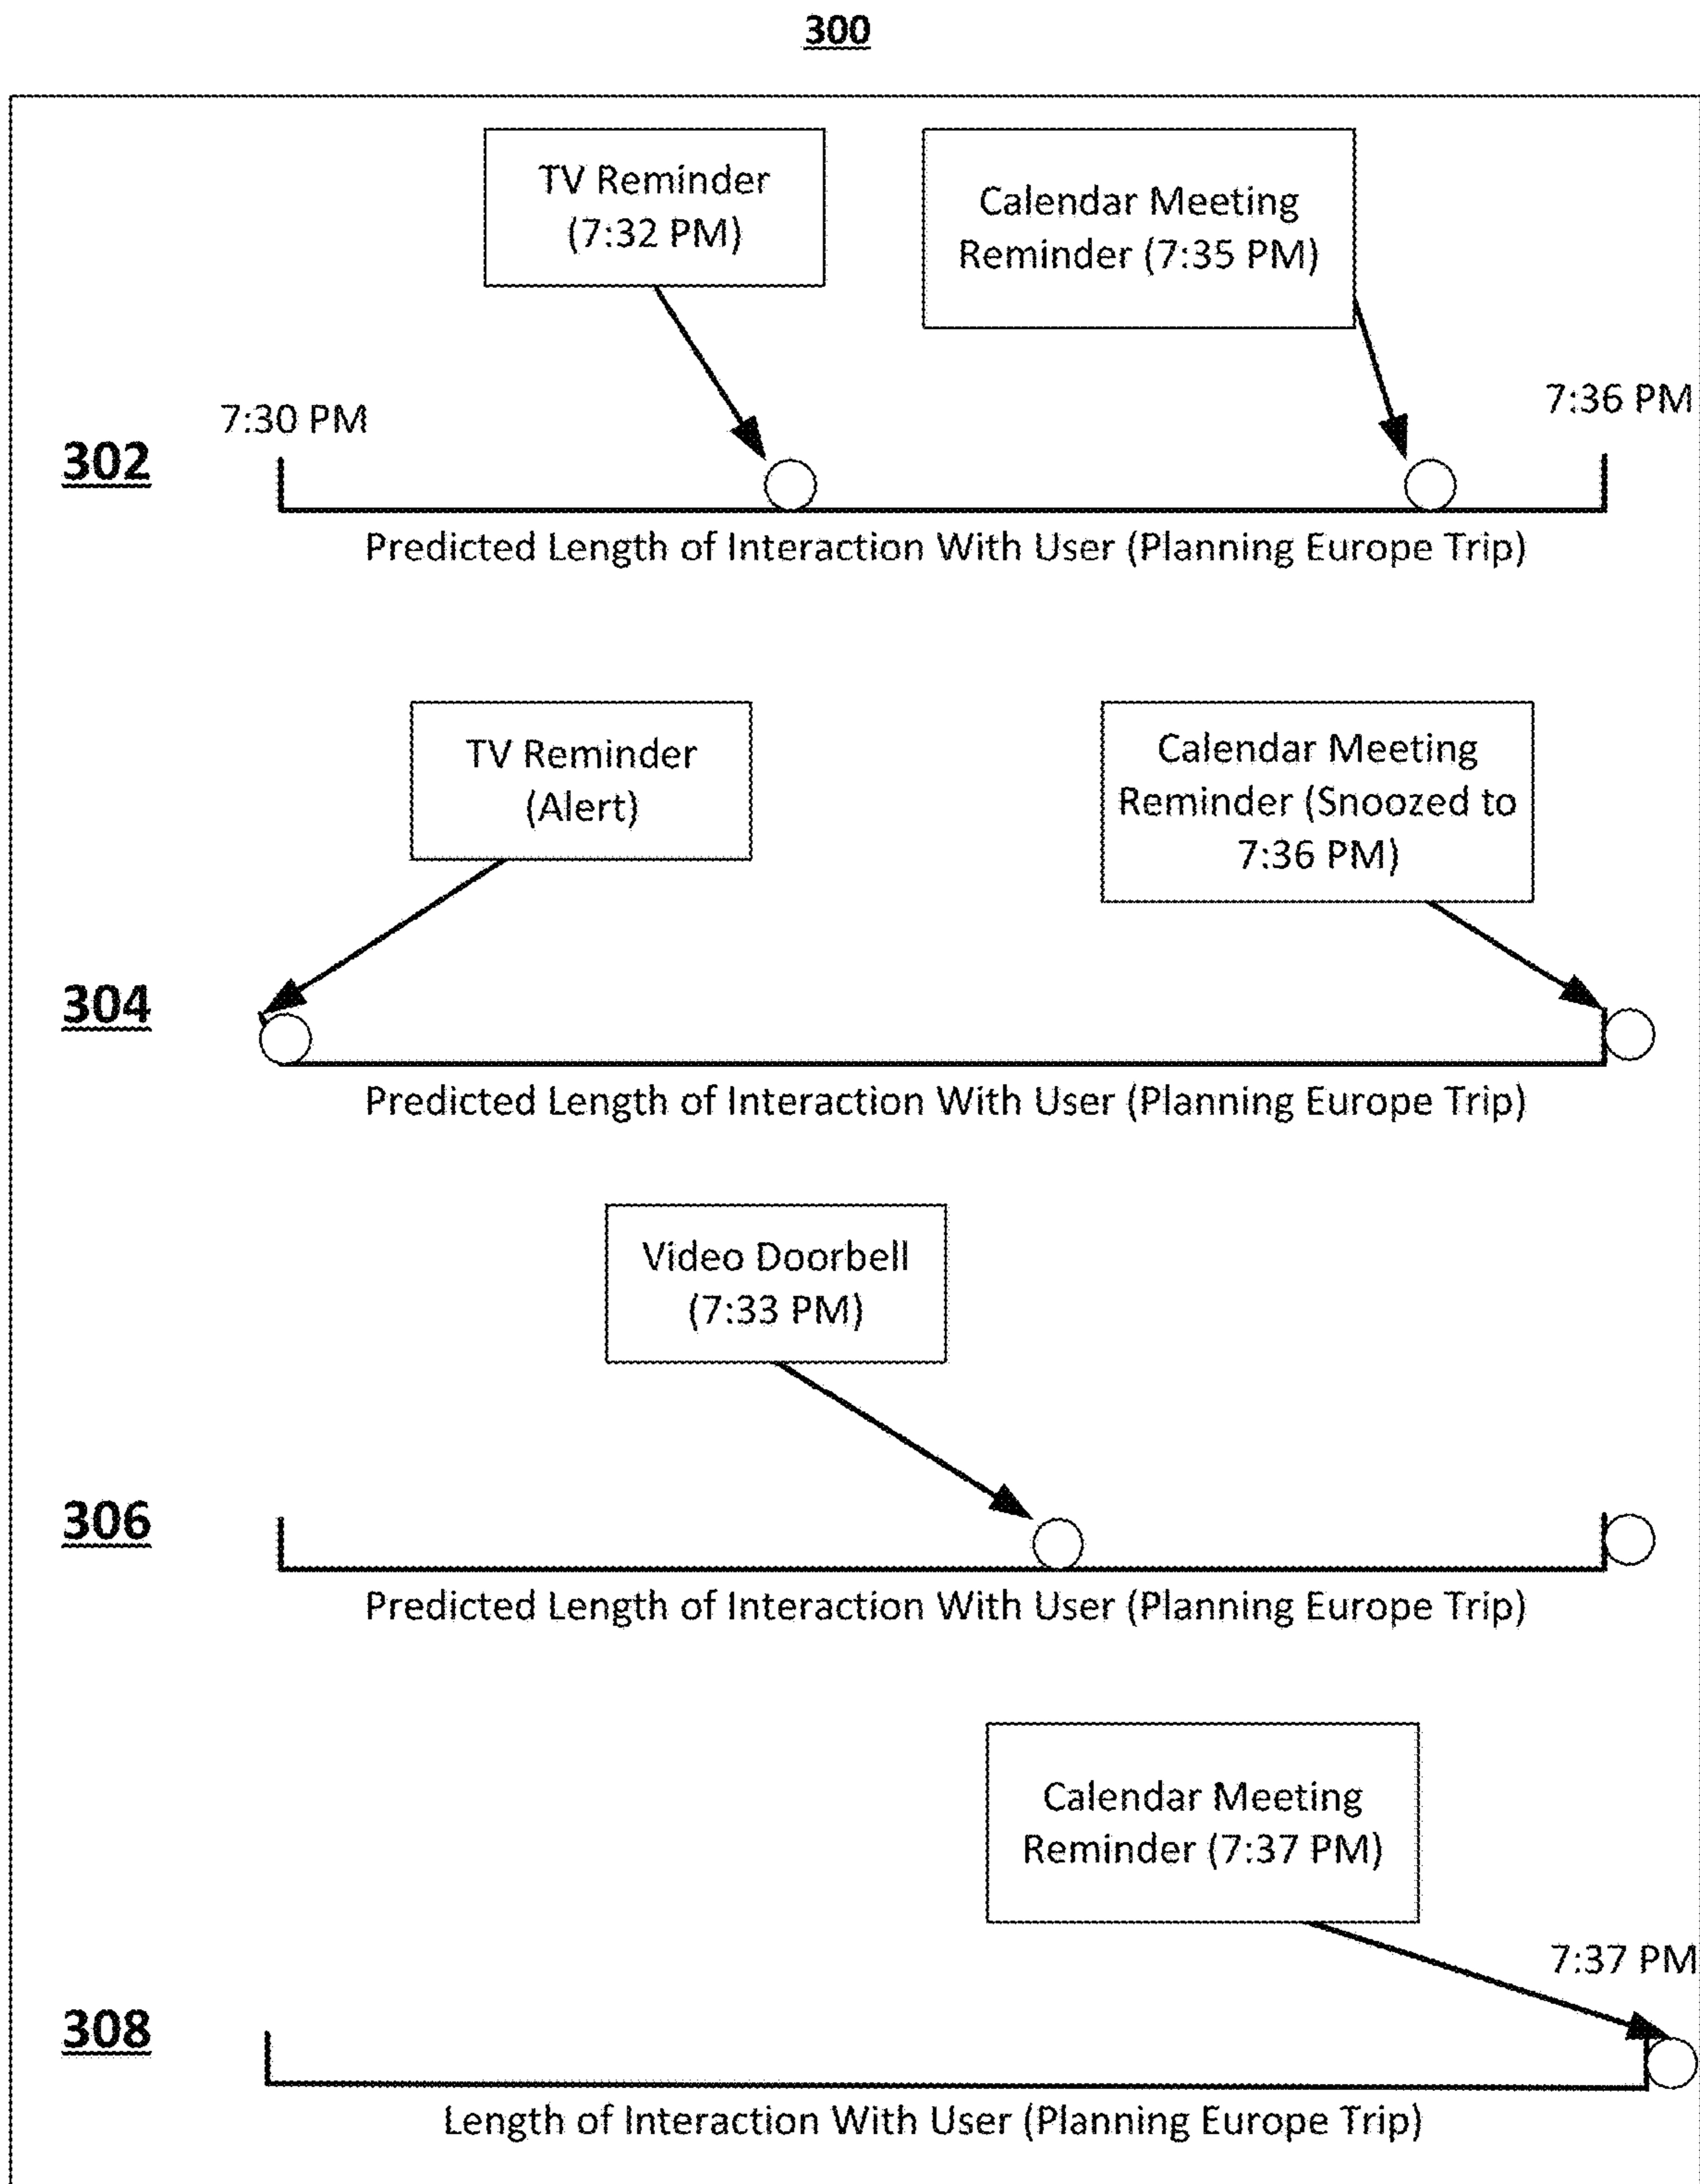 300
TV Reminder
(7:32 PM)
Calendar Meeting
Reminder (7:35 PM)
7:30 PM
7:36 PM
302
Predicted Length of Interaction With User (Planning Europe Trip)
TV Reminder
(Alert)
Calendar Meeting
Reminder (Snoozed to
7:36 PM)
304
Predicted Length of Interaction With User (Planning Europe Trip)
Video Doorbell
(7:33 PM)
306
Predicted Length of Interaction With User (Planning Europe Trip)
Calendar Meeting
Reminder (7:37 PM)
7:37 PM
308
Length of Interaction With User (Planning Europe Trip)